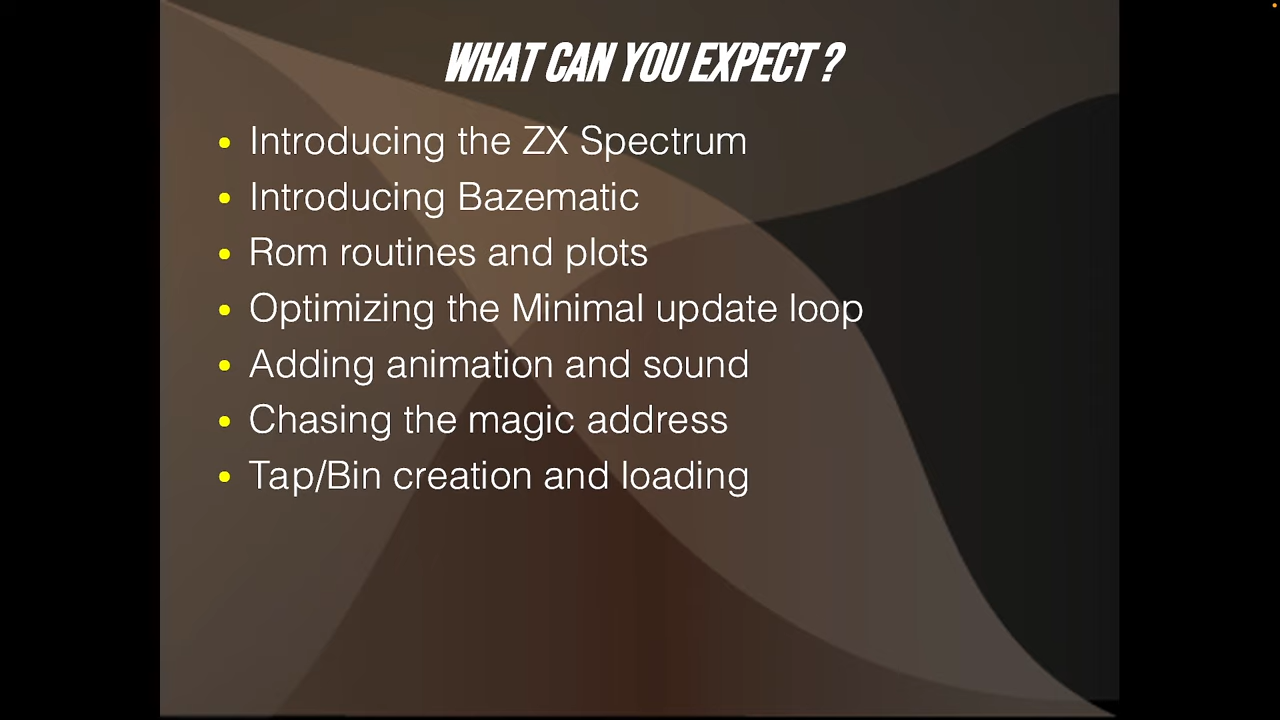 WHAT CAN YOU EXPECT ?
Introducing the ZX Spectrum
Introducing Bazematic
Rom routines and plots
Optimizing the Minimal update loop
Adding animation and sound
Chasing the magic address
Tap/Bin creation and loading